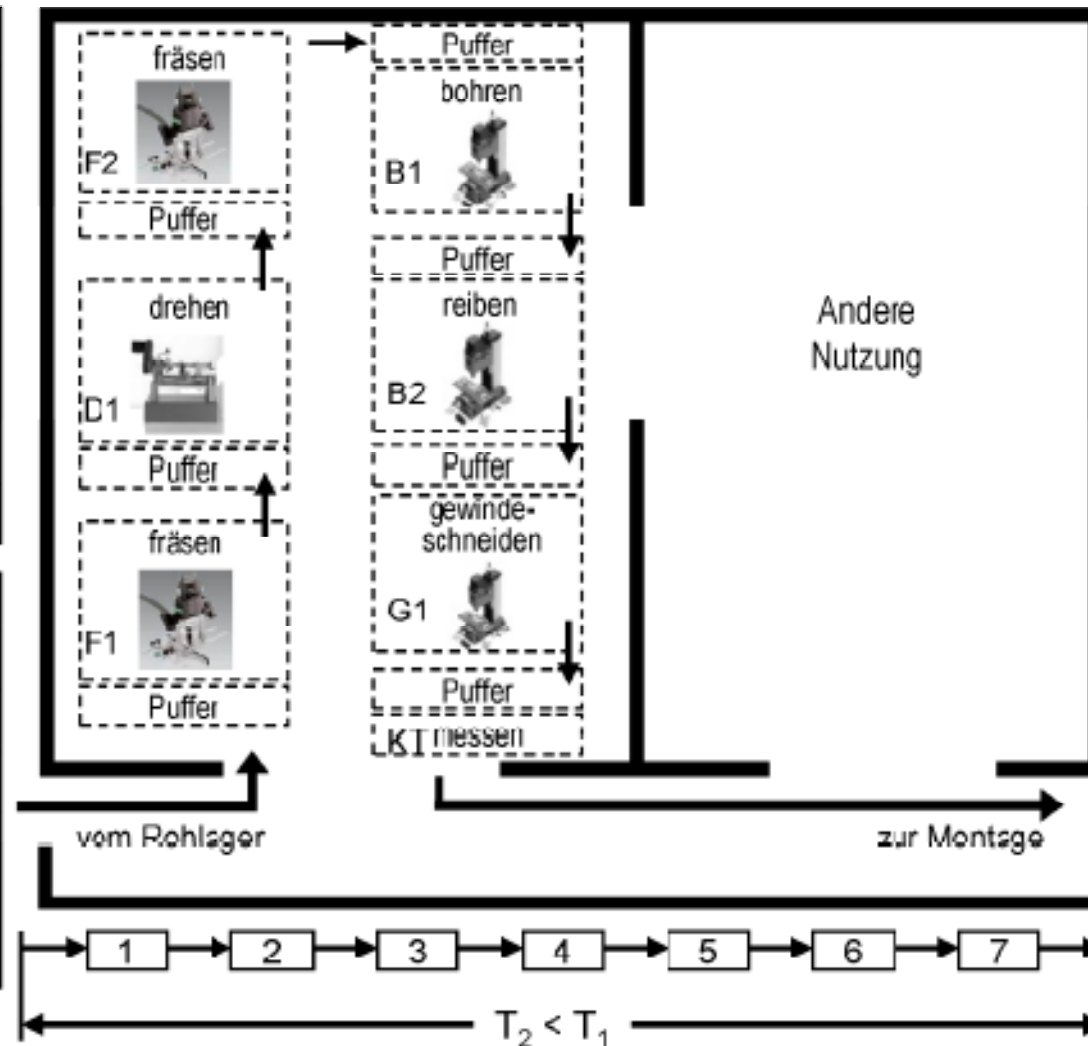 fräsen
F2
Puffer
drehen
D1
Puffer
fräsen
F1
Puffer
Puffer
bohren
B1
Puffer
reiben
B2
Puffer
gewinde-
schneiden
G1
Puffer
KT messen
Andere
Nutzung
vom Rohlager
zur Montage
1 2 3 4 5 6 7
T₂ < T₁